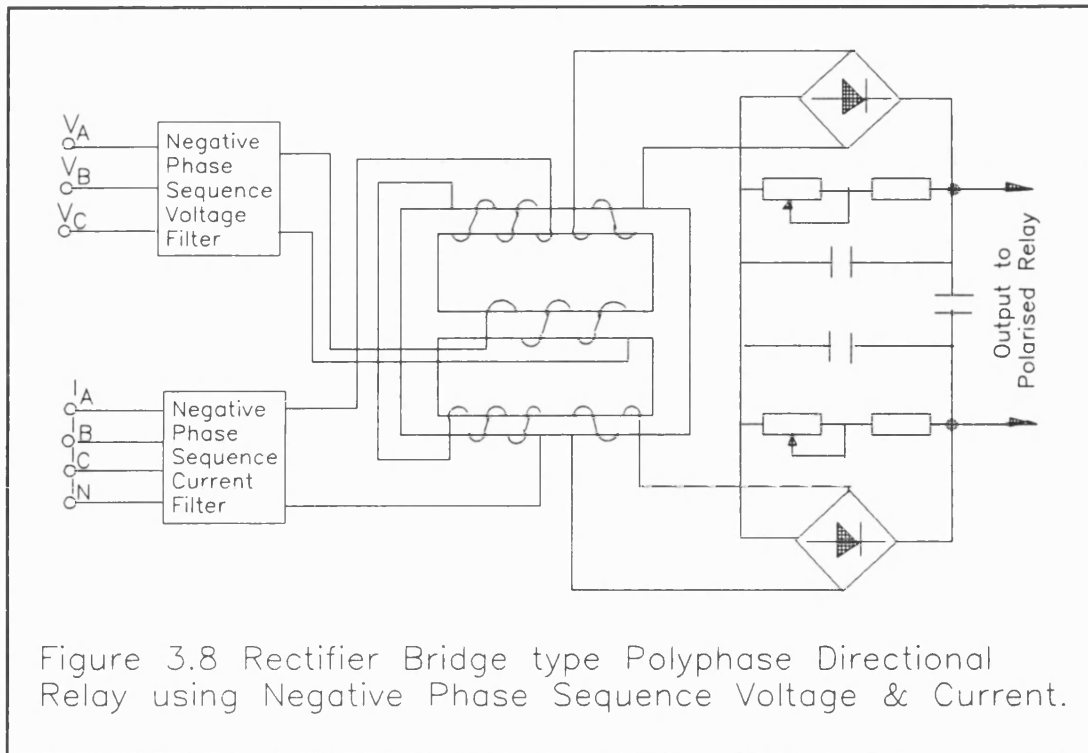 VA
VB
VC
Negative
Phase
Sequence
Voltage
Filter
IA
IB
IC
IN
Negative
Phase
Sequence
Current
Filter
Output to
Polarised Relay
Figure 3.8 Rectifier Bridge type Polyphase Directional
Relay using Negative Phase Sequence Voltage & Current.